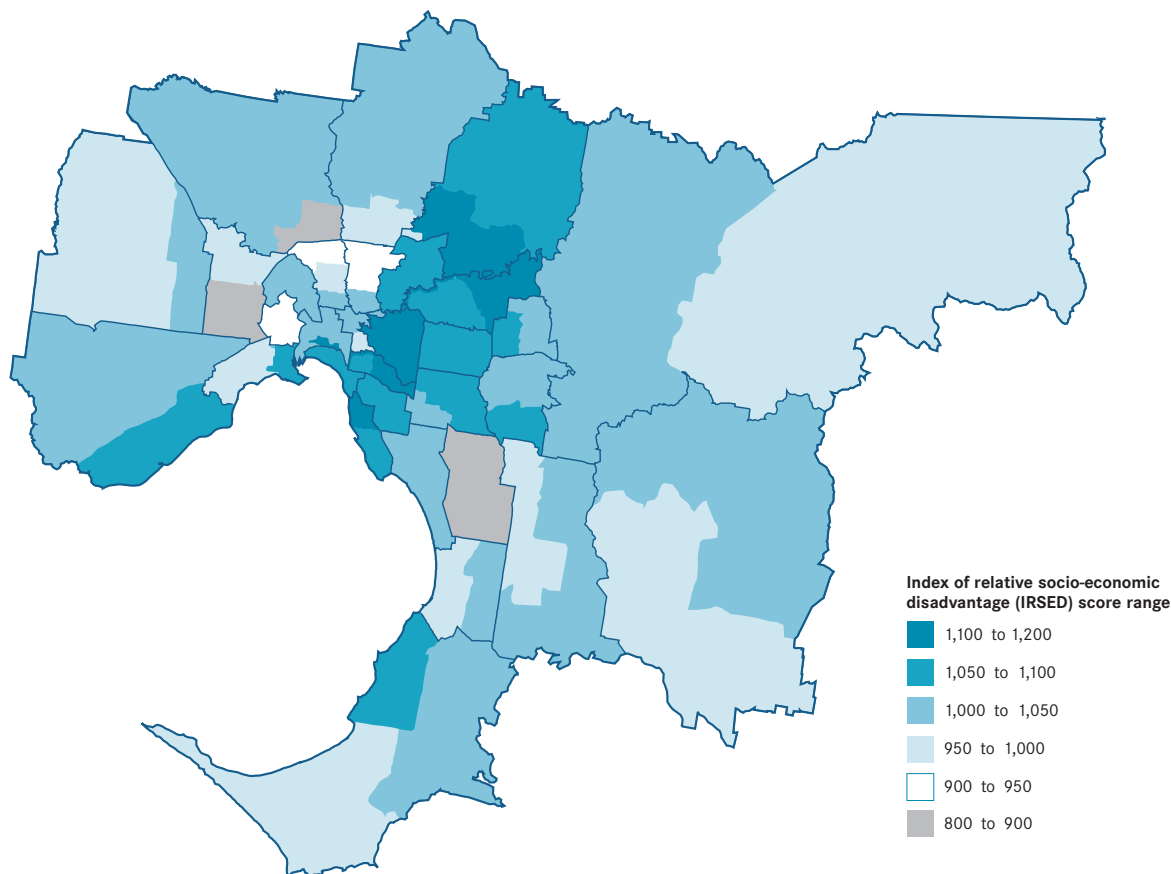 Index of relative socio-economic
disadvantage (IRSED) score range
1,100 to 1,200
1,050 to 1,100
1,000 to 1,050
950 to 1,000
900 to 950
800 to 900